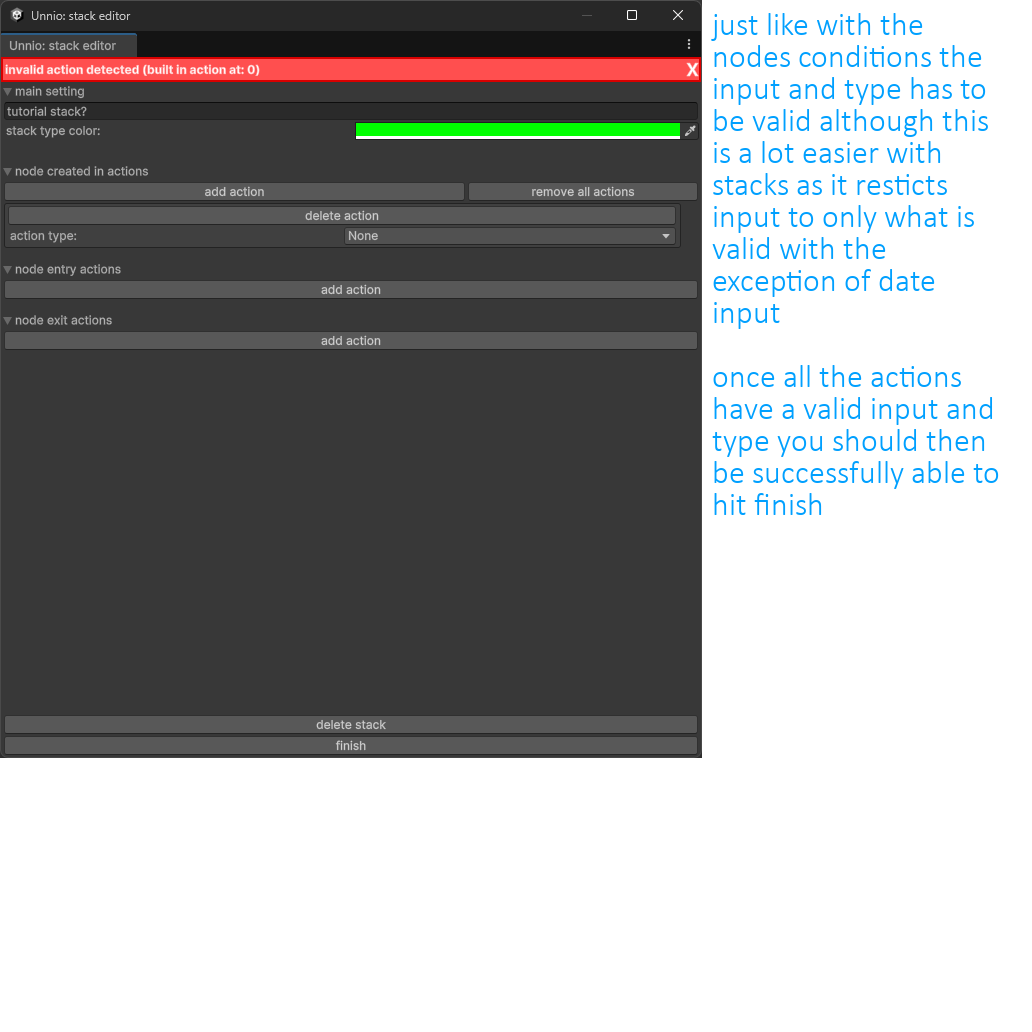 Unnio: stack editor
Unnio: stack editor
invalid action detected (built in action at: 0)
X
main setting
tutorial stack?
stack type color:
node created in actions
add action
remove all actions
delete action
action type:
None
node entry actions
add action
node exit actions
add action
delete stack
finish
just like with the
nodes conditions the
input and type has to
be valid although this
is a lot easier with
stacks as it resticts
input to only what is
valid with the
exception of date
input
once all the actions
have a valid input and
type you should then
be successfully able to
hit finish